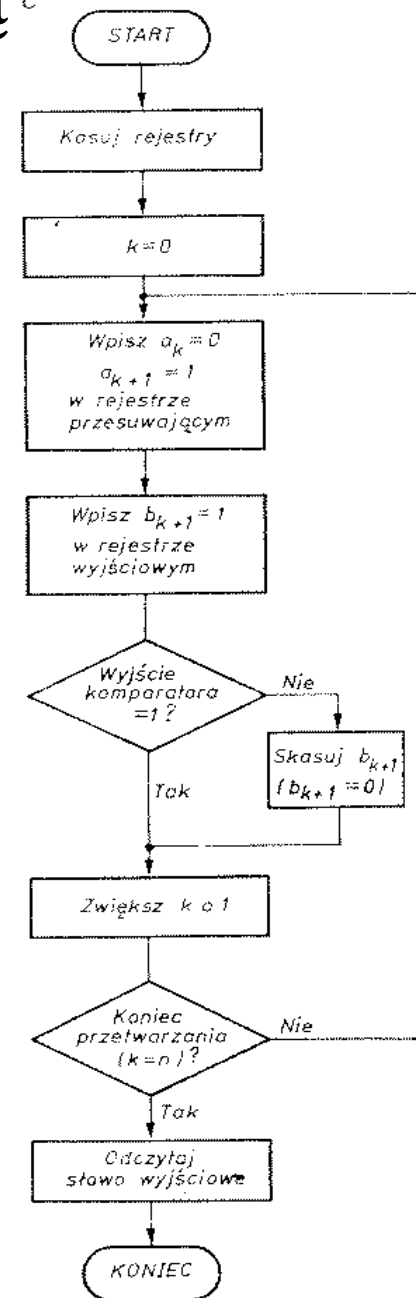 START
Kasuj rejestry
k=0
Wpisz a_k=0
a_{k+1}=1
w rejestrze
przesuwającym
Wpisz b_{k+1}=1
w rejestrze
wyjściowym
Wyjście
komparatora
=1?
Nie
Skasuj b_{k+1}
(b_{k+1}=0)
Tak
Zwiększ k o 1
Koniec
przetwarzania
(k=n)?
Nie
Tak
Odczytaj
słowo wyjściowe
KONIEC